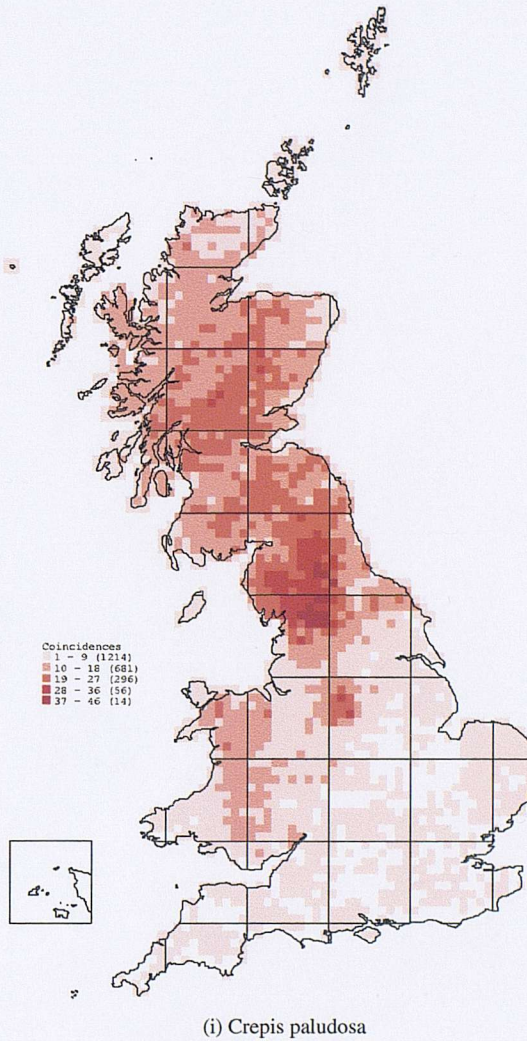 Coincidences
1 - 9 (1214)
10 - 18 (681)
19 - 27 (296)
28 - 36 (56)
37 - 46 (14)
(i) Crepis paludosa